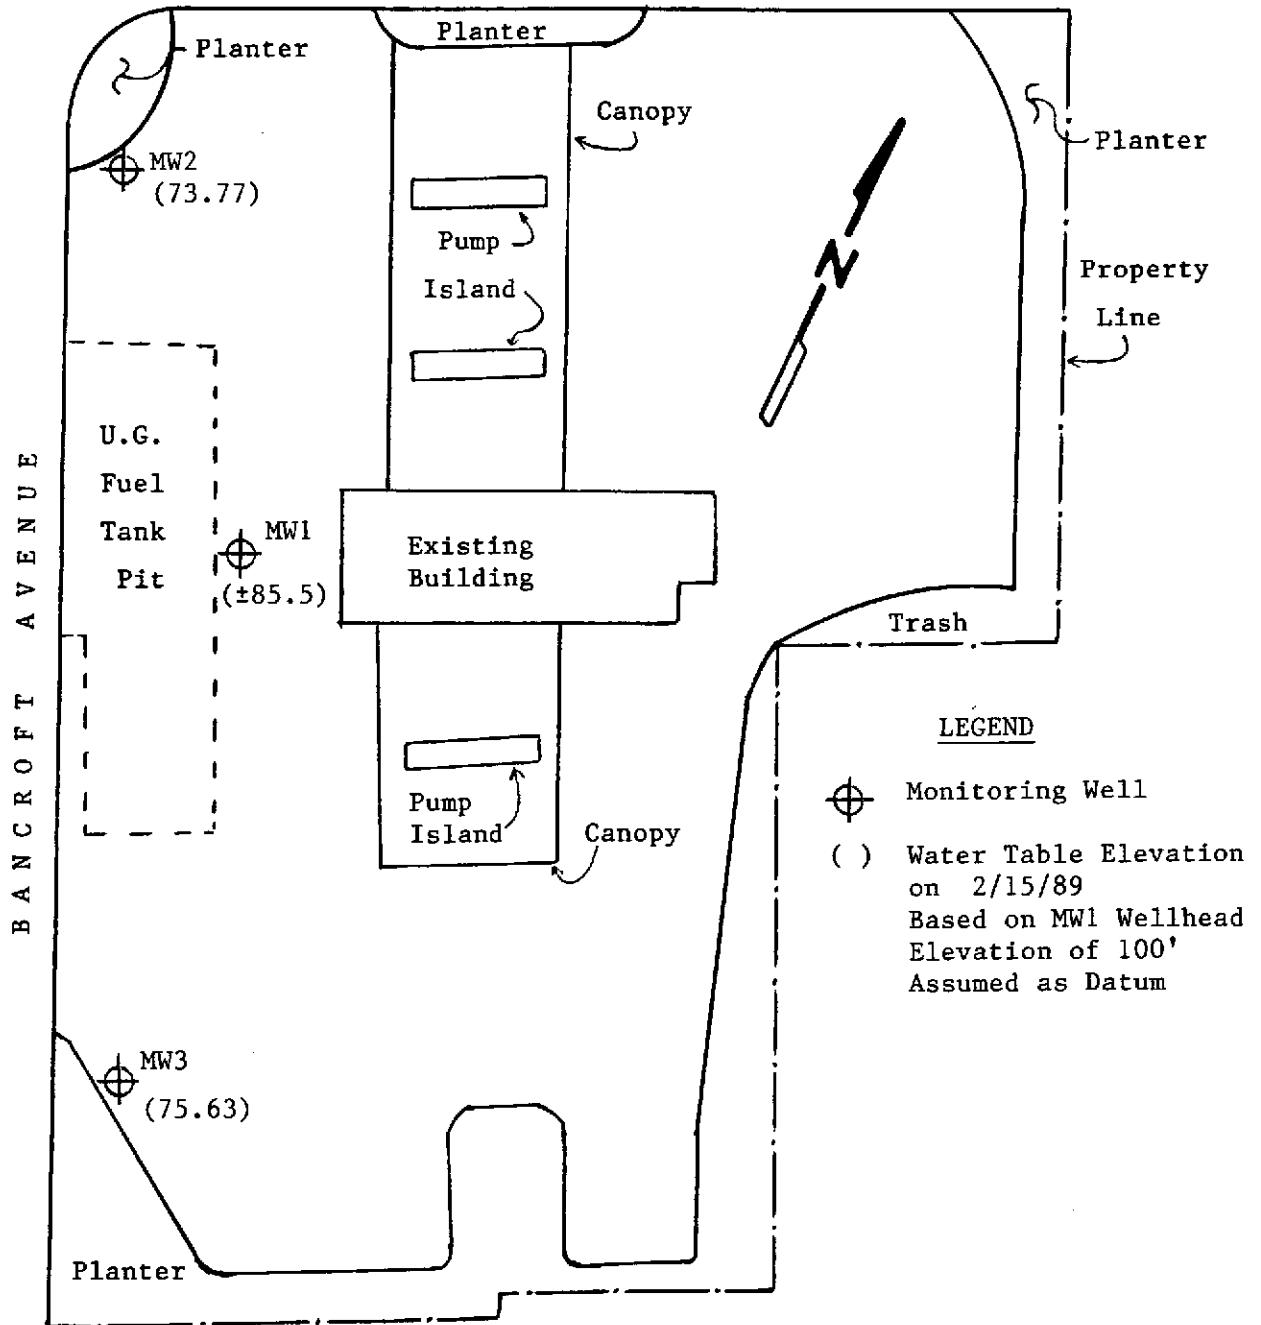 Planter
Planter
Canopy
Planter
MW2
(73.77)
Pump
Island
N
Property
Line
U.G.
Fuel
Tank
Pit
MW1
(±85.5)
Existing
Building
BANCROFT AVENUE
Trash
LEGEND
Monitoring Well
( ) Water Table Elevation
on 2/15/89
Based on MW1 Wellhead
Elevation of 100'
Assumed as Datum
Pump
Island
Canopy
MW3
(75.63)
Planter